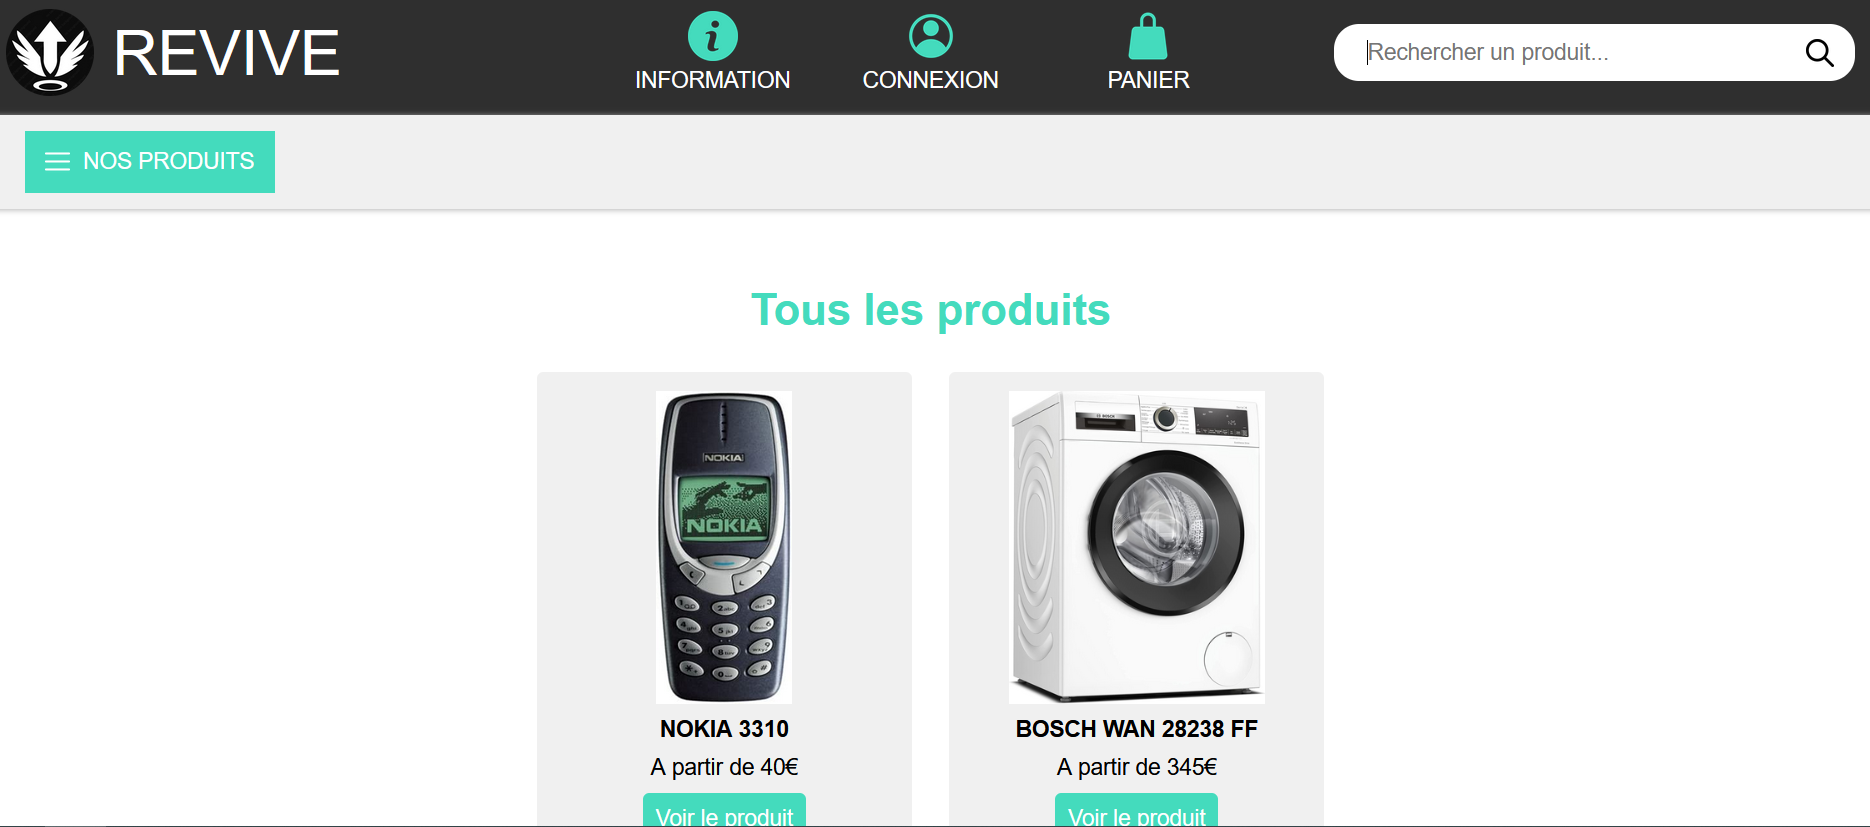 REVIVE
INFORMATION
CONNEXION
PANIER
Rechercher un produit...
NOS PRODUITS
Tous les produits
NOKIA
NOKIA
NOKIA 3310
A partir de 40€
Voir le produit
BOSCH WAN 28238 FF
A partir de 345€
Voir le produit